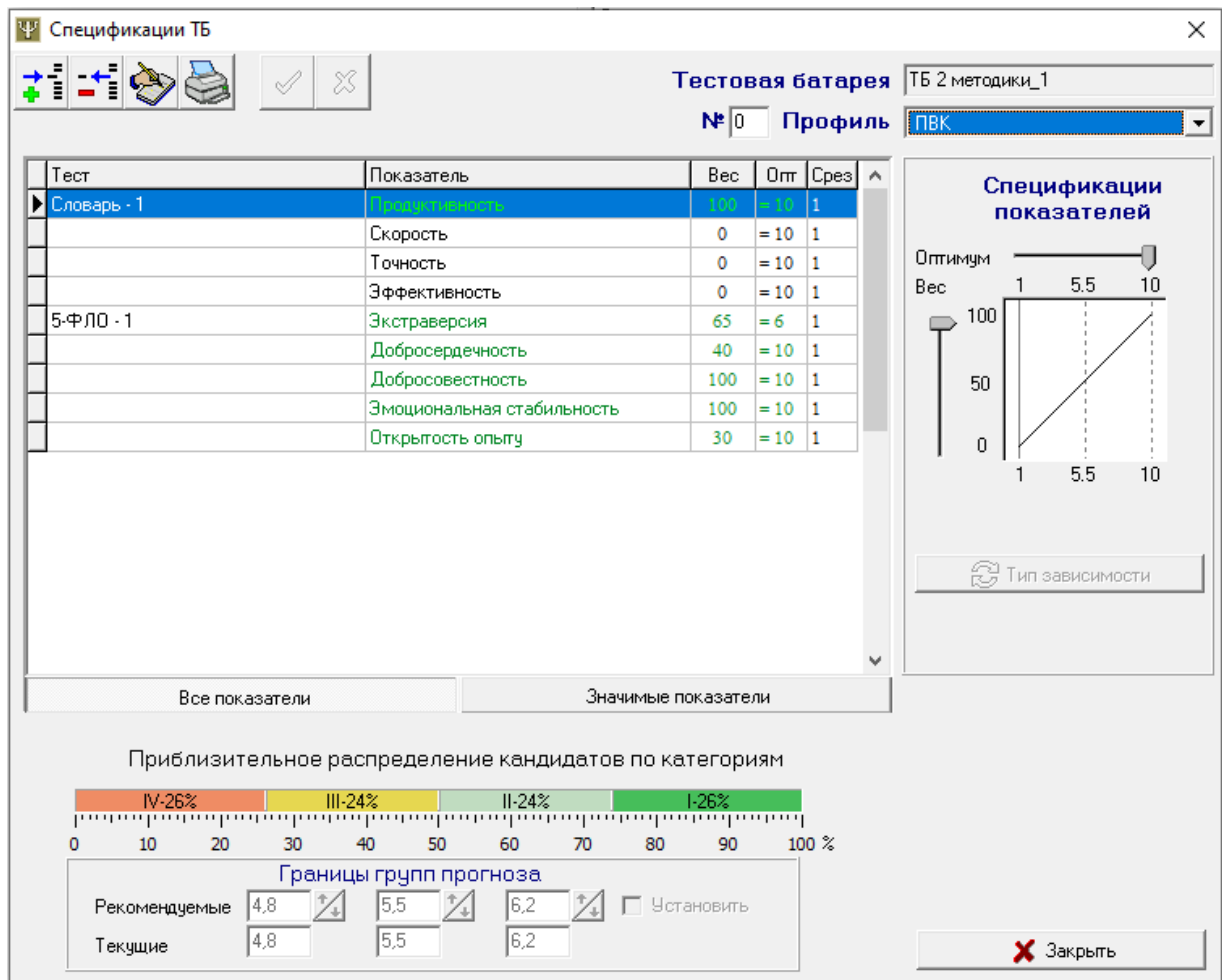 Спецификации ТБ
Тестовая батарея ТБ 2 методики_1
№ 0 Профиль ПВК
Тест Показатель Вес Опт Срез
Словарь - 1 Продуктивность 100 = 10 1
Скорость 0 = 10 1
Точность 0 = 10 1
Эффективность 0 = 10 1
5-ФЛО - 1 Экстраверсия 65 = 6 1
Добросердечность 40 = 10 1
Добросовестность 100 = 10 1
Эмоциональная стабильность 100 = 10 1
Открытость опыту 30 = 10 1
Спецификации
показателей
Оптимум
Вес 1 5.5 10
100
50
0
1 5.5 10
Тип зависимости
Все показатели Значимые показатели
Приблизительное распределение кандидатов по категориям
IV-26% III-24% II-24% I-26%
0 10 20 30 40 50 60 70 80 90 100 %
Границы групп прогноза
Рекомендуемые 4,8 5,5 6,2 Установить
Текущие 4,8 5,5 6,2
Закрыть